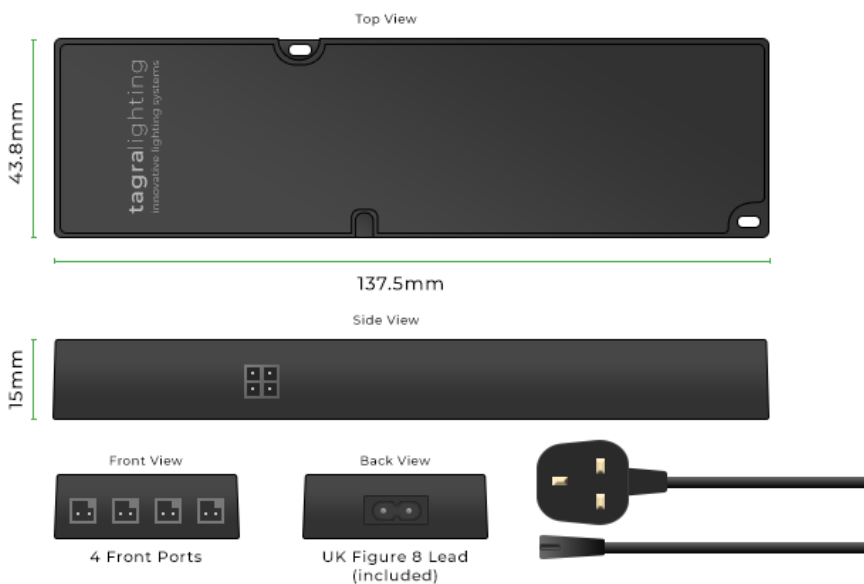 Top View
43.8mm
tagralighting
innovative lighting systems
137.5mm
Side View
15mm
Front View
Back View
4 Front Ports
UK Figure 8 Lead
(included)